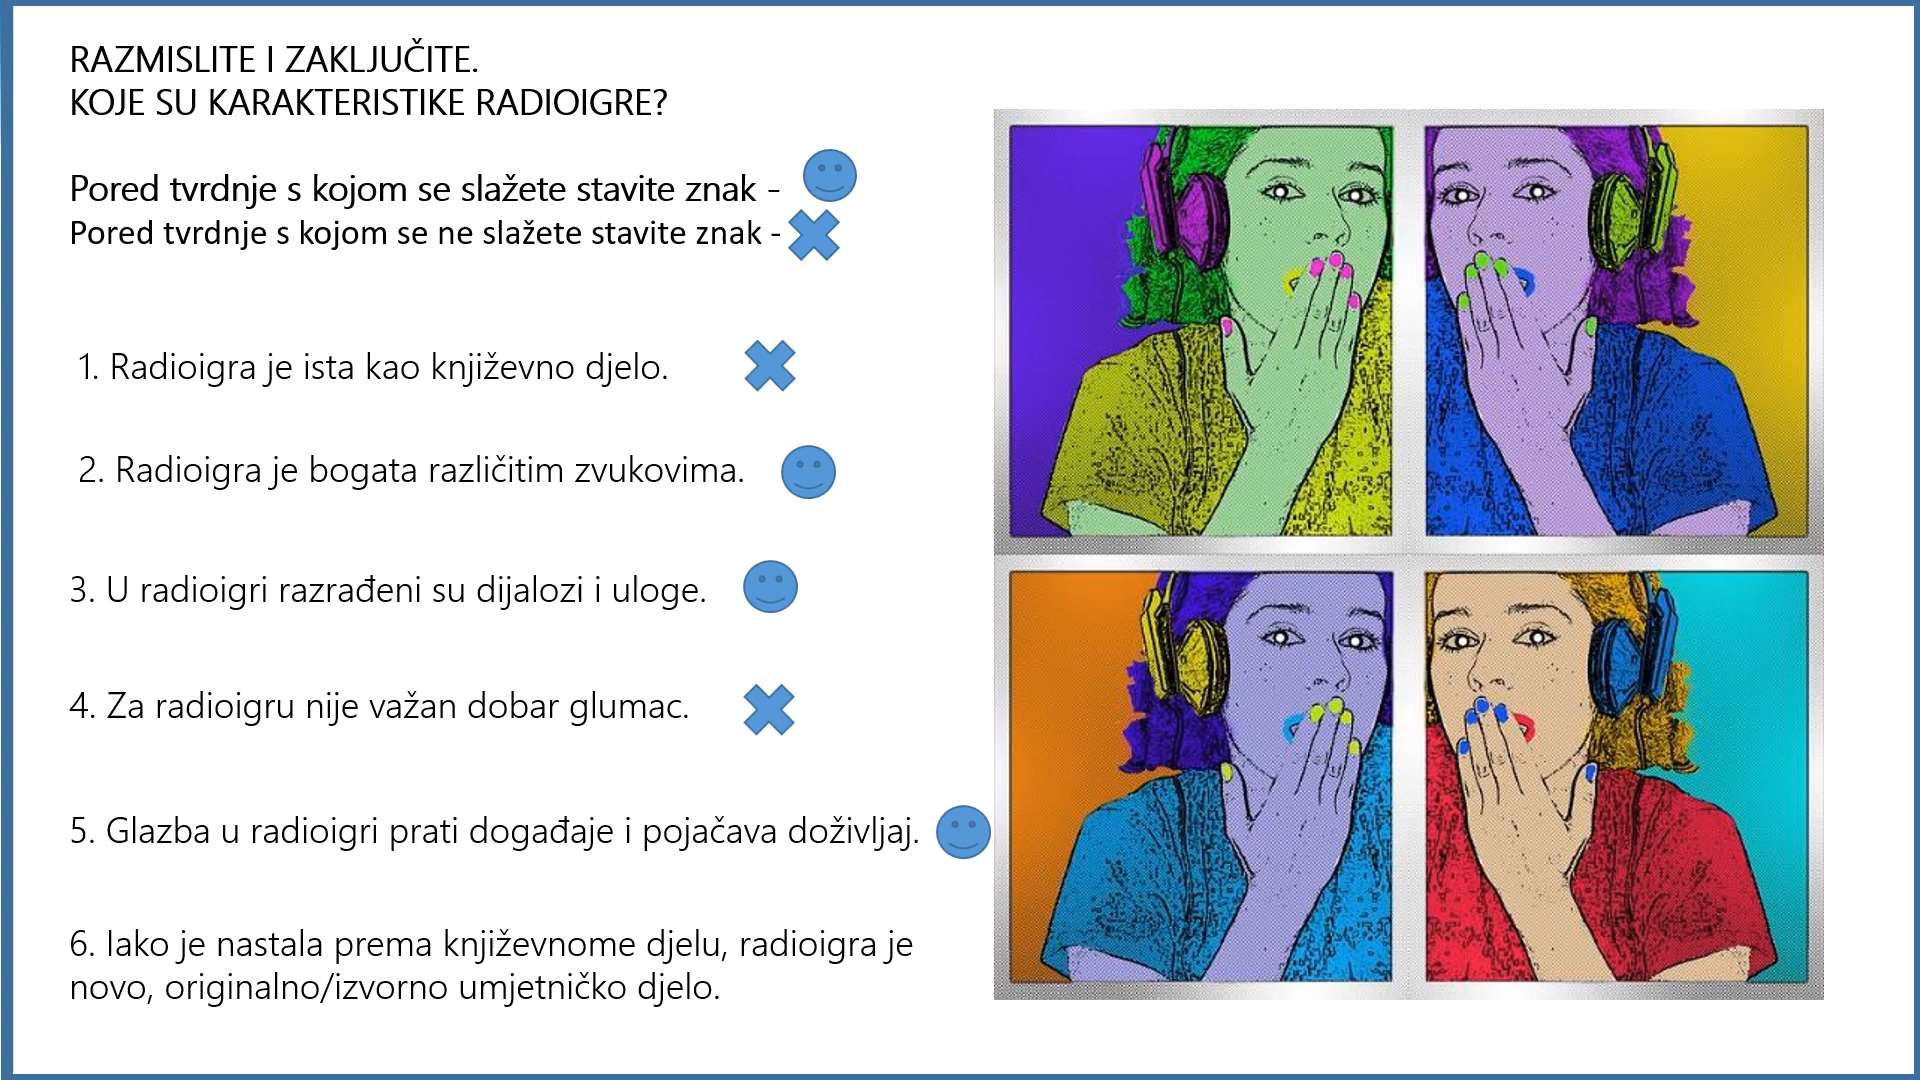 RAZMISLITE I ZAKLJUČITE.
KOJE SU KARAKTERISTIKE RADIOIGRE?
Pored tvrdnje s kojom se slažete stavite znak -
Pored tvrdnje s kojom se ne slažete stavite znak -
1. Radioigra je ista kao književno djelo.
2. Radioigra je bogata različitim zvukovima.
3. U radioigri razrađeni su dijalozi i uloge.
4. Za radioigru nije važan dobar glumac.
5. Glazba u radioigri prati događaje i pojačava doživljaj.
6. Iako je nastala prema književnome djelu, radioigra je
novo, originalno/izvorno umjetničko djelo.